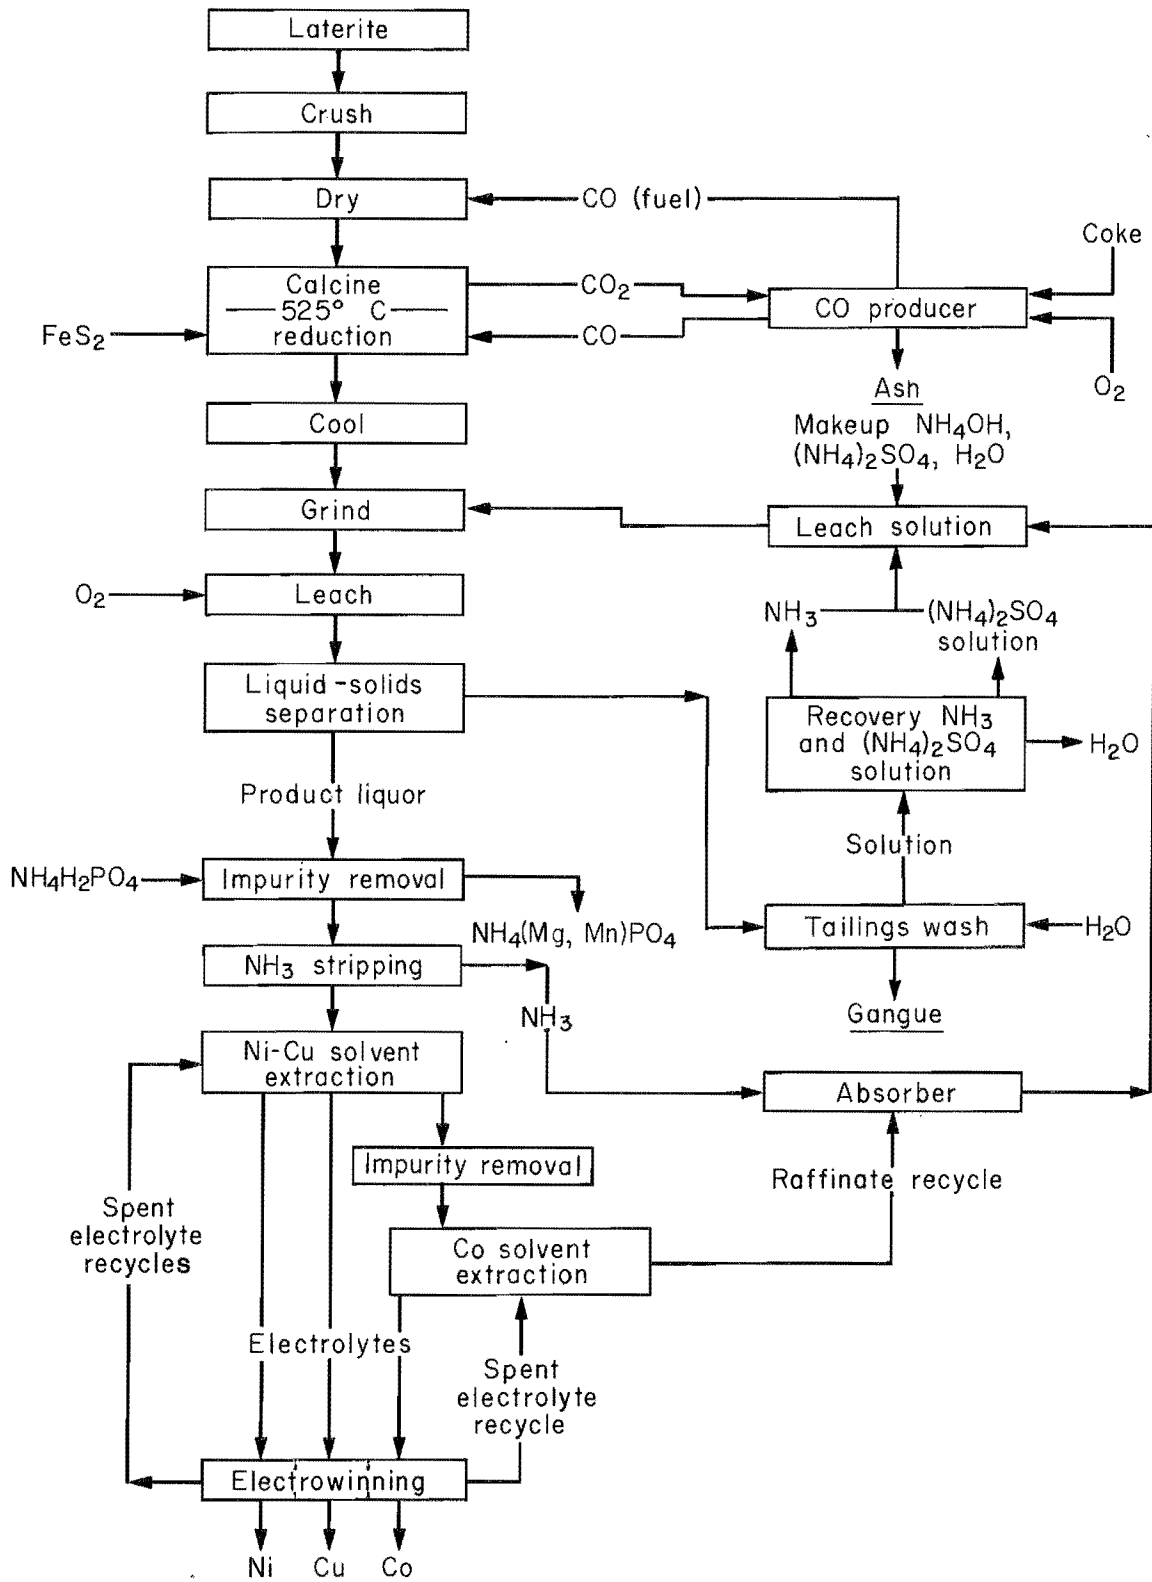 Laterite
Crush
Dry
CO (fuel)
Coke
Calcine
525° C
reduction
CO2
CO
CO producer
FeS2
O2
Ash
Cool
Makeup NH4OH,
(NH4)2SO4, H2O
Grind
Leach solution
O2
Leach
NH3
(NH4)2SO4
solution
Liquid-solids
separation
Recovery NH3
and (NH4)2SO4
solution
H2O
Product liquor
Solution
NH4H2PO4
Impurity removal
NH4(Mg, Mn)PO4
Tailings wash
H2O
NH3 stripping
NH3
Gangue
Ni-Cu solvent
extraction
Absorber
Impurity removal
Raffinate recycle
Spent
electrolyte
recycles
Co solvent
extraction
Electrolytes
Spent
electrolyte
recycle
Electrowinning
Ni
Cu
Co